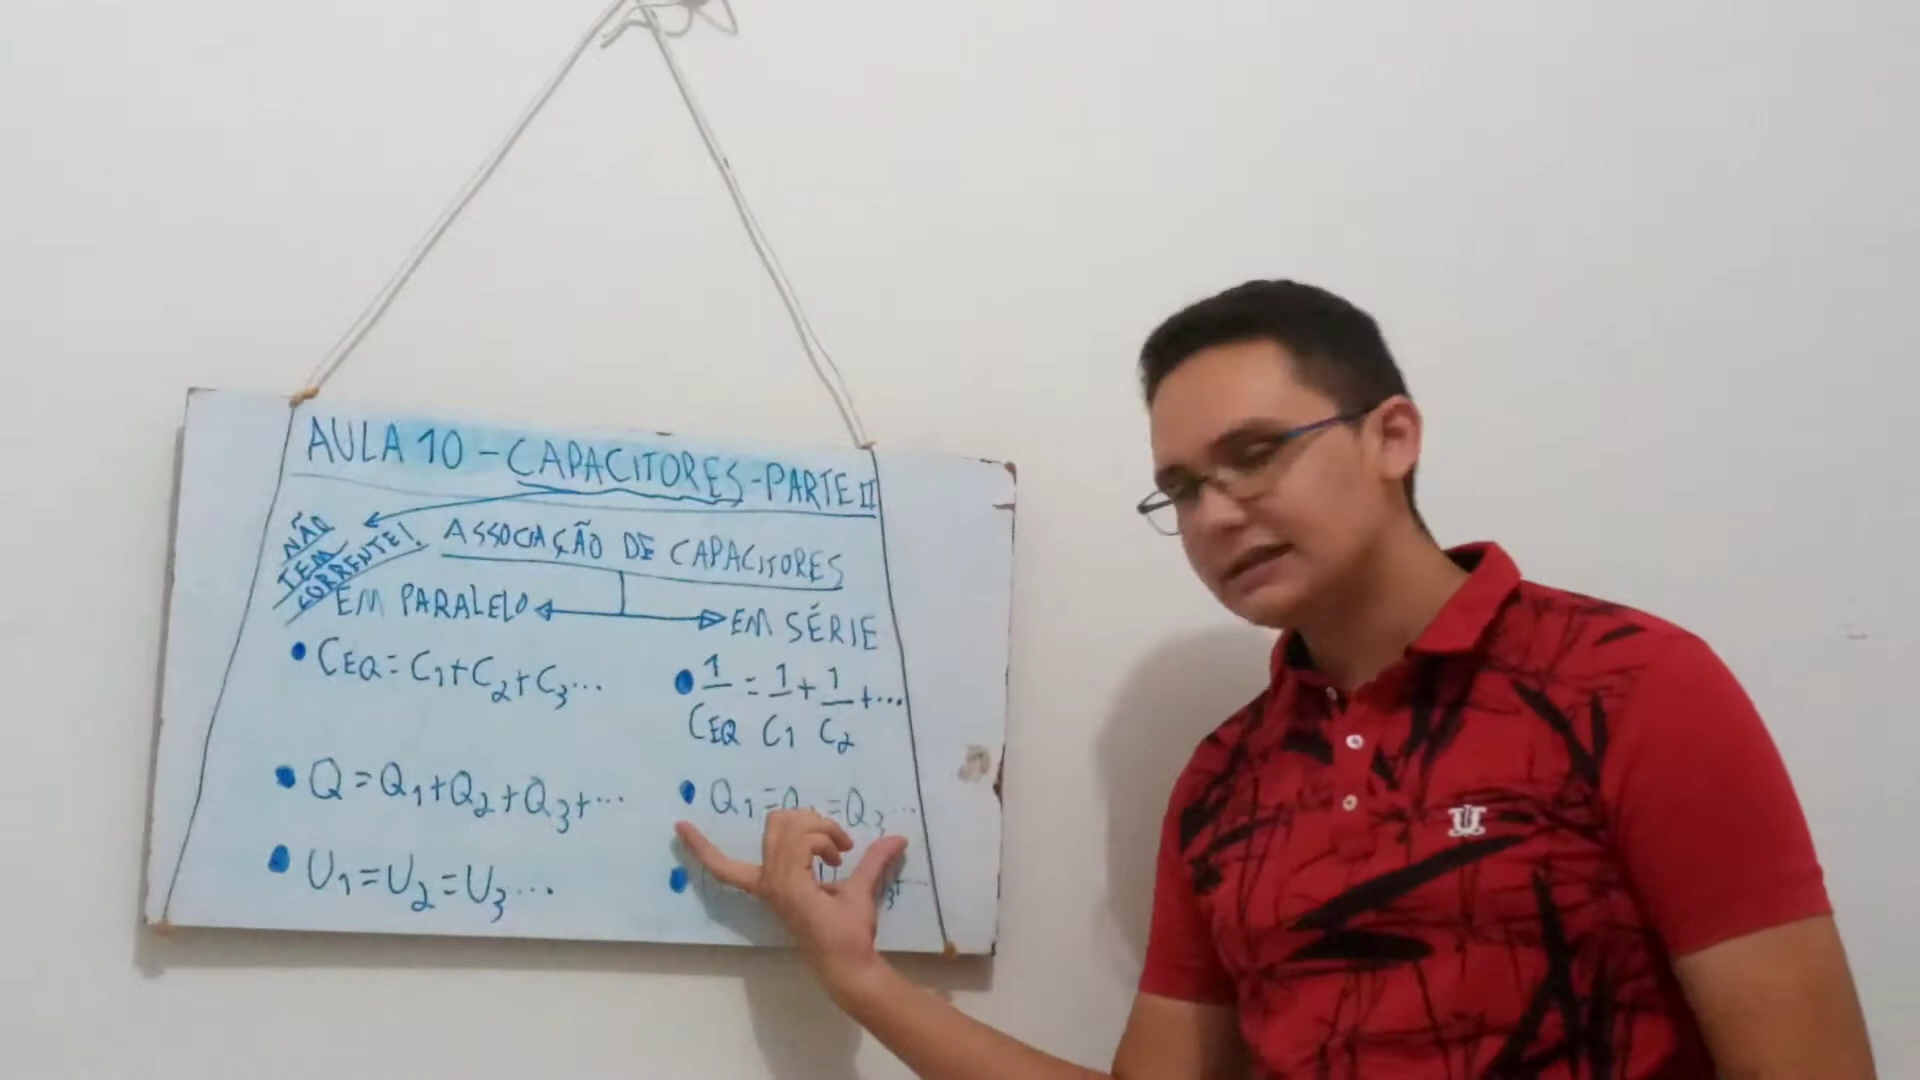 AULA 10 - CAPACITORES - PARTE II
NÃO
TEM
CORRENTE!
ASSOCIAÇÃO DE CAPACITORES
EM PARALELO
• CEQ = C1 + C2 + C3 ...
• Q = Q1 + Q2 + Q3 + ...
• U1 = U2 = U3 ...
EM SÉRIE
• 1/CEQ = 1/C1 + 1/C2 + ...
• Q1 = = Q3 ...